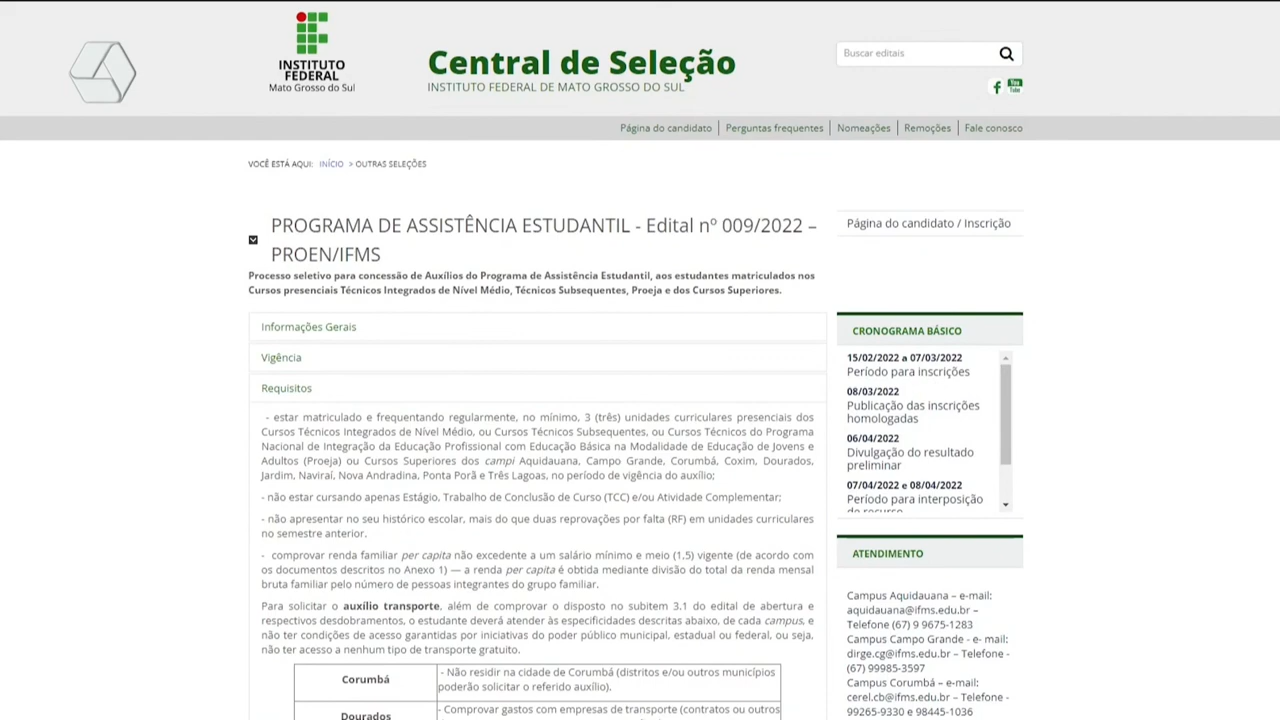 INSTITUTO
FEDERAL
Mato Grosso do Sul
Central de Seleção
INSTITUTO FEDERAL DE MATO GROSSO DO SUL
Buscar editais
You
Tube
Página do candidato
Perguntas frequentes
Nomeações
Remoções
Fale conosco
VOCÊ ESTÁ AQUI: INÍCIO > OUTRAS SELEÇÕES
PROGRAMA DE ASSISTÊNCIA ESTUDANTIL - Edital nº 009/2022 –
PROEN/IFMS
Processo seletivo para concessão de Auxílios do Programa de Assistência Estudantil, aos estudantes matriculados nos
Cursos presenciais Técnicos Integrados de Nível Médio, Técnicos Subsequentes, Proeja e dos Cursos Superiores.
Informações Gerais
Vigência
Requisitos
- estar matriculado e frequentando regularmente, no mínimo, 3 (três) unidades curriculares presenciais dos
Cursos Técnicos Integrados de Nível Médio, ou Cursos Técnicos Subsequentes, ou Cursos Técnicos do Programa
Nacional de Integração da Educação Profissional com Educação Básica na Modalidade de Educação de Jovens e
Adultos (Proeja) ou Cursos Superiores dos campi Aquidauana, Campo Grande, Corumbá, Coxim, Dourados,
Jardim, Naviraí, Nova Andradina, Ponta Porã e Três Lagoas, no período de vigência do auxílio;
- não estar cursando apenas Estágio, Trabalho de Conclusão de Curso (TCC) e/ou Atividade Complementar;
- não apresentar no seu histórico escolar, mais do que duas reprovações por falta (RF) em unidades curriculares
no semestre anterior.
- comprovar renda familiar per capita não excedente a um salário mínimo e meio (1,5) vigente (de acordo com
os documentos descritos no Anexo 1) — a renda per capita é obtida mediante divisão do total da renda mensal
bruta familiar pelo número de pessoas integrantes do grupo familiar.
Para solicitar o auxílio transporte, além de comprovar o disposto no subitem 3.1 do edital de abertura e
respectivos desdobramentos, o estudante deverá atender às especificidades descritas abaixo, de cada campus, e
não ter condições de acesso garantidas por iniciativas do poder público municipal, estadual ou federal, ou seja,
não ter acesso a nenhum tipo de transporte gratuito.
Corumbá
- Não residir na cidade de Corumbá (distritos e/ou outros municípios
poderão solicitar o referido auxílio).
Dourados
- Comprovar gastos com empresas de transporte (contratos ou outros
Página do candidato / Inscrição
CRONOGRAMA BÁSICO
15/02/2022 a 07/03/2022
Período para inscrições
08/03/2022
Publicação das inscrições
homologadas
06/04/2022
Divulgação do resultado
preliminar
07/04/2022 e 08/04/2022
Período para interposição
de recurso
ATENDIMENTO
Campus Aquidauana – e-mail:
aquidauana@ifms.edu.br –
Telefone (67) 9 9675-1283
Campus Campo Grande - e- mail:
dirge.cg@ifms.edu.br – Telefone -
(67) 99985-3597
Campus Corumbá – e-mail:
cerel.cb@ifms.edu.br – Telefone -
99265-9330 e 98445-1036